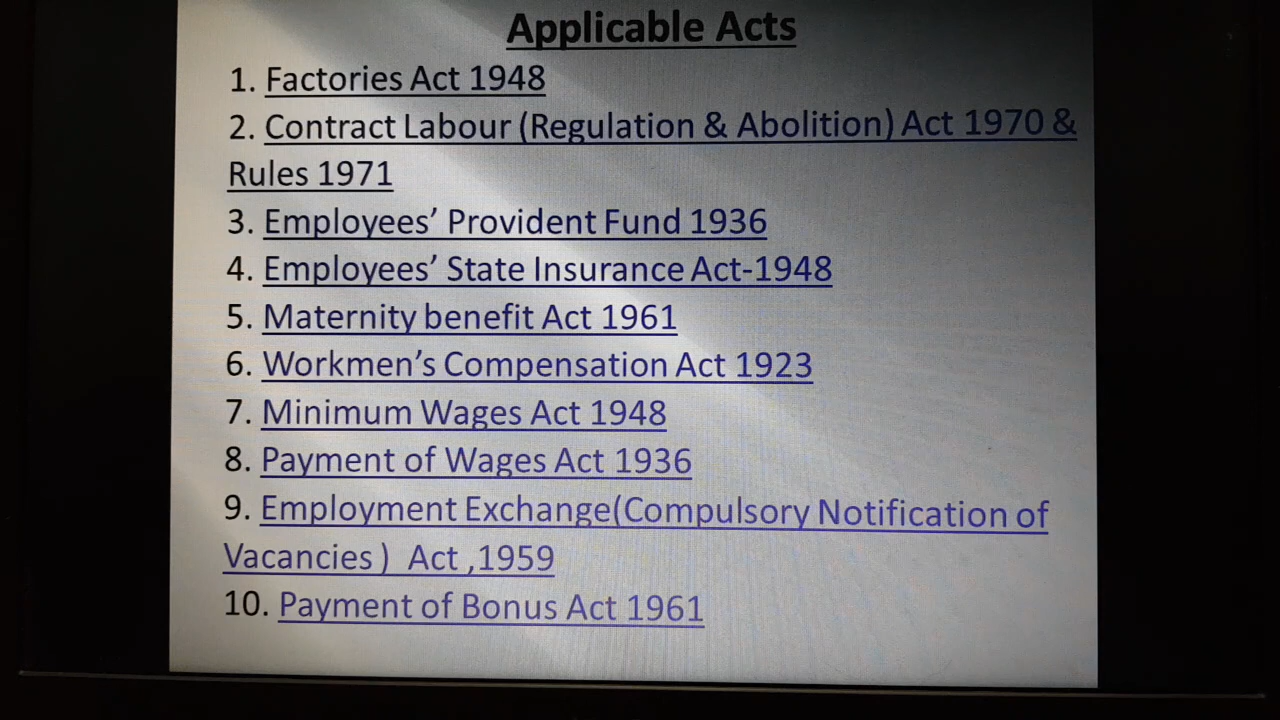 Applicable Acts
1. Factories Act 1948
2. Contract Labour (Regulation & Abolition) Act 1970 &
Rules 1971
3. Employees’ Provident Fund 1936
4. Employees’ State Insurance Act-1948
5. Maternity benefit Act 1961
6. Workmen’s Compensation Act 1923
7. Minimum Wages Act 1948
8. Payment of Wages Act 1936
9. Employment Exchange(Compulsory Notification of
Vacancies ) Act ,1959
10. Payment of Bonus Act 1961